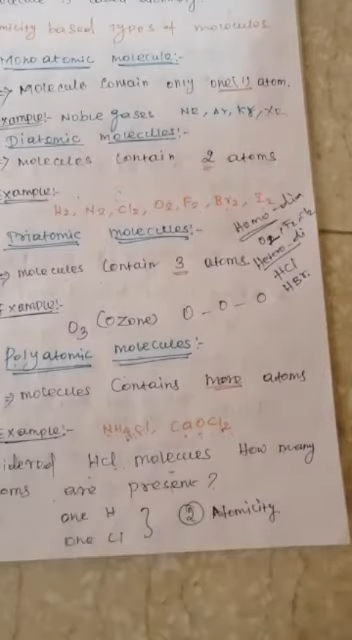 micity based Types of molecules
Mono atomic molecule:-
⇒ Molecule contain only one(1) atom.
xample:- Noble gases Ne, Ar, Kr, Xe
Diatomic molecules:-
⇒ molecules contain 2 atoms
Example:-
H2, N2, Cl2, O2, F2, Br2, I2
Homo-dia
O2, F2, N2
Triatomic molecules:-
⇒ molecules contain 3 atoms.
Hetero-di
HCl
HBr.
Example:-
O3 (ozone) O - O - O
Polyatomic molecules:-
⇒ molecules contains more atoms
Example:- NH4Cl, CaOCl2
idered Hcl molecules How many
oms are present?
one H
one Cl } ② Atomicity.